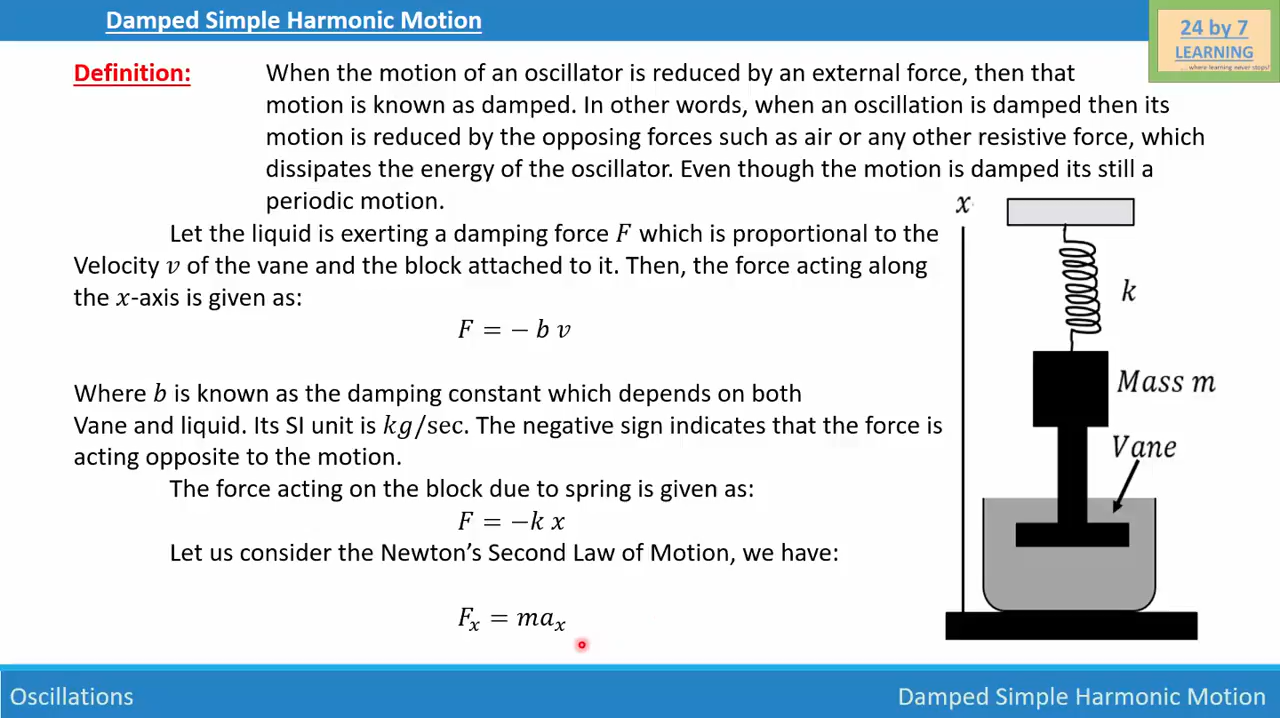 Damped Simple Harmonic Motion
24 by 7
LEARNING
...where learning never stops!
Definition: When the motion of an oscillator is reduced by an external force, then that
motion is known as damped. In other words, when an oscillation is damped then its
motion is reduced by the opposing forces such as air or any other resistive force, which
dissipates the energy of the oscillator. Even though the motion is damped its still a
periodic motion.
Let the liquid is exerting a damping force F which is proportional to the
Velocity v of the vane and the block attached to it. Then, the force acting along
the x-axis is given as:
F = − b v
Where b is known as the damping constant which depends on both
Vane and liquid. Its SI unit is kg/sec. The negative sign indicates that the force is
acting opposite to the motion.
The force acting on the block due to spring is given as:
F = −k x
Let us consider the Newton’s Second Law of Motion, we have:
Fₓ = maₓ
x
k
Mass m
Vane
Oscillations
Damped Simple Harmonic Motion